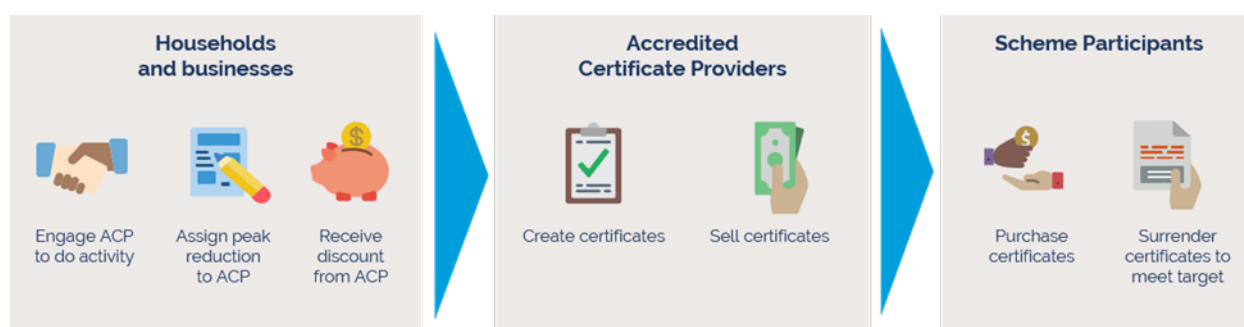 Households
and businesses
Engage ACP
to do activity
Assign peak
reduction
to ACP
Receive
discount
from ACP
Accredited
Certificate Providers
Create certificates
Sell certificates
Scheme Participants
Purchase
certificates
Surrender
certificates to
meet target